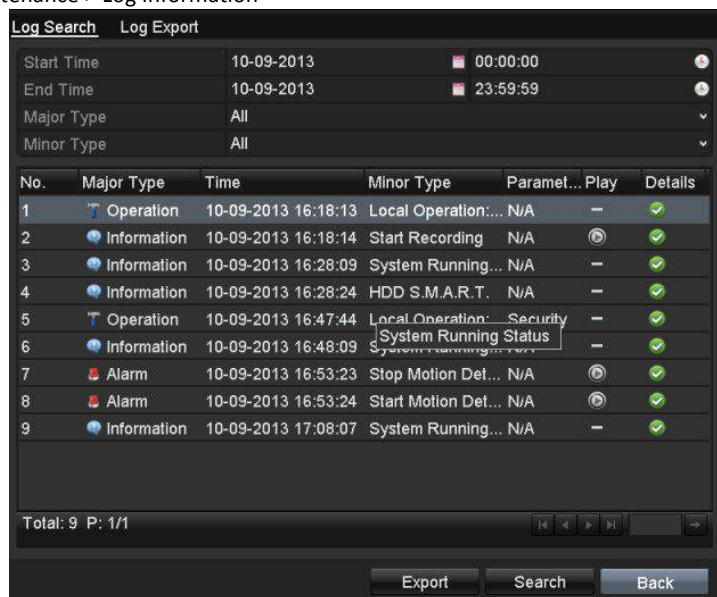 Log Information
Log Search Log Export
Start Time 10-09-2013 00:00:00
End Time 10-09-2013 23:59:59
Major Type All
Minor Type All
No. Major Type Time Minor Type Paramet... Play Details
1 Operation 10-09-2013 16:18:13 Local Operation:... N/A –
2 Information 10-09-2013 16:18:14 Start Recording N/A
3 Information 10-09-2013 16:28:09 System Running... N/A –
4 Information 10-09-2013 16:28:24 HDD S.M.A.R.T. N/A –
5 Operation 10-09-2013 16:47:44 Local Operation: Security –
System Running Status
6 Information 10-09-2013 16:48:09 N/A –
7 Alarm 10-09-2013 16:53:23 Stop Motion Det... N/A
8 Alarm 10-09-2013 16:53:24 Start Motion Det... N/A
9 Information 10-09-2013 17:08:07 System Running... N/A –
Total: 9 P: 1/1
Export Search Back